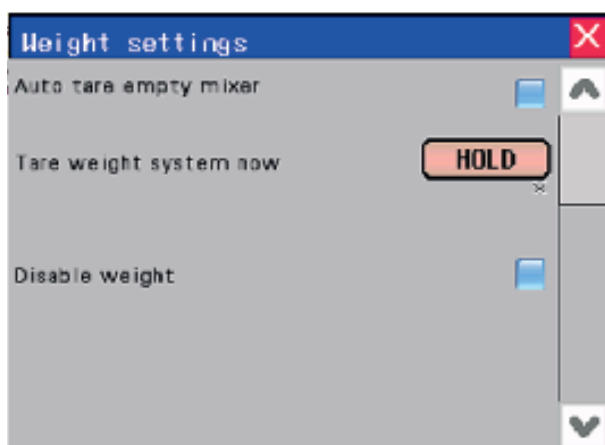 Weight settings
Auto tare empty mixer
Tare weight system now HOLD
Disable weight